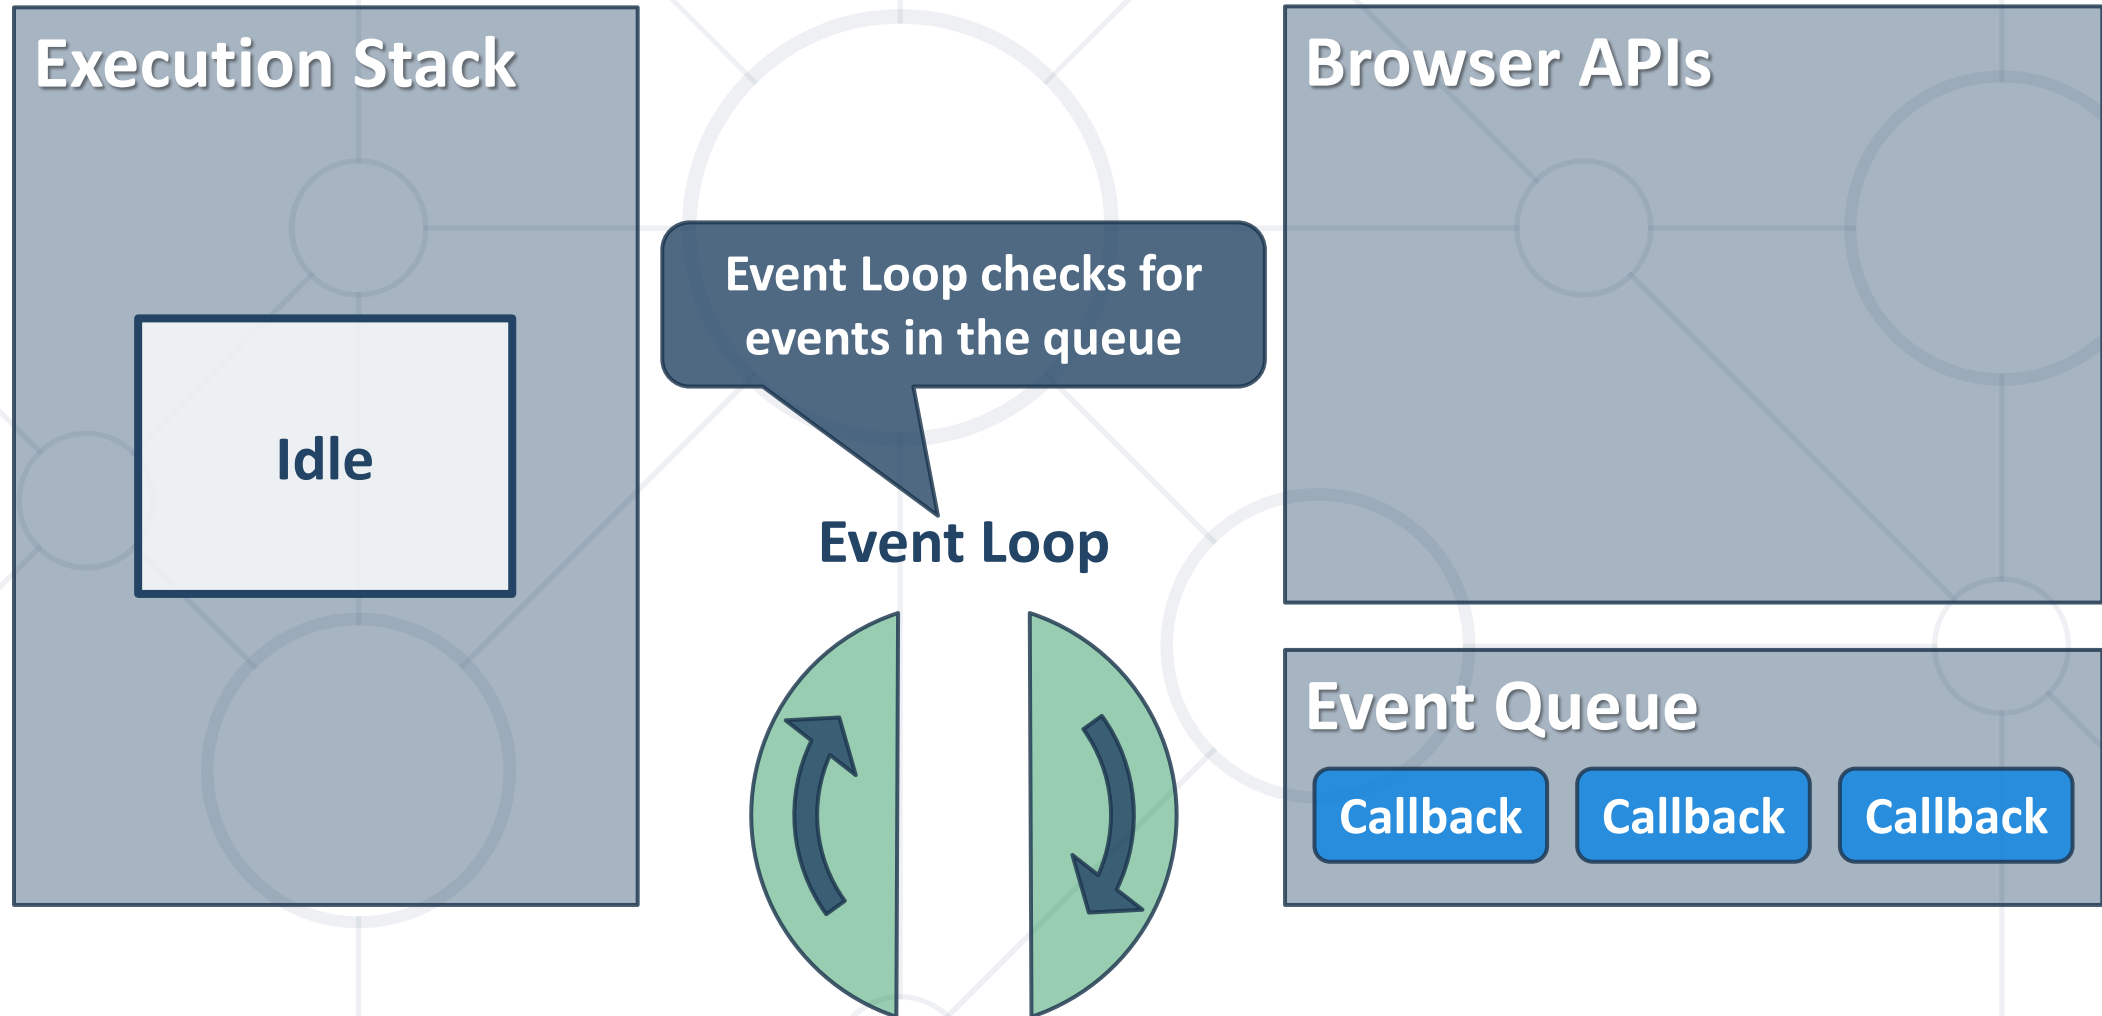 Execution Stack
Idle
Event Loop checks for
events in the queue
Event Loop
Browser APIs
Event Queue
Callback
Callback
Callback